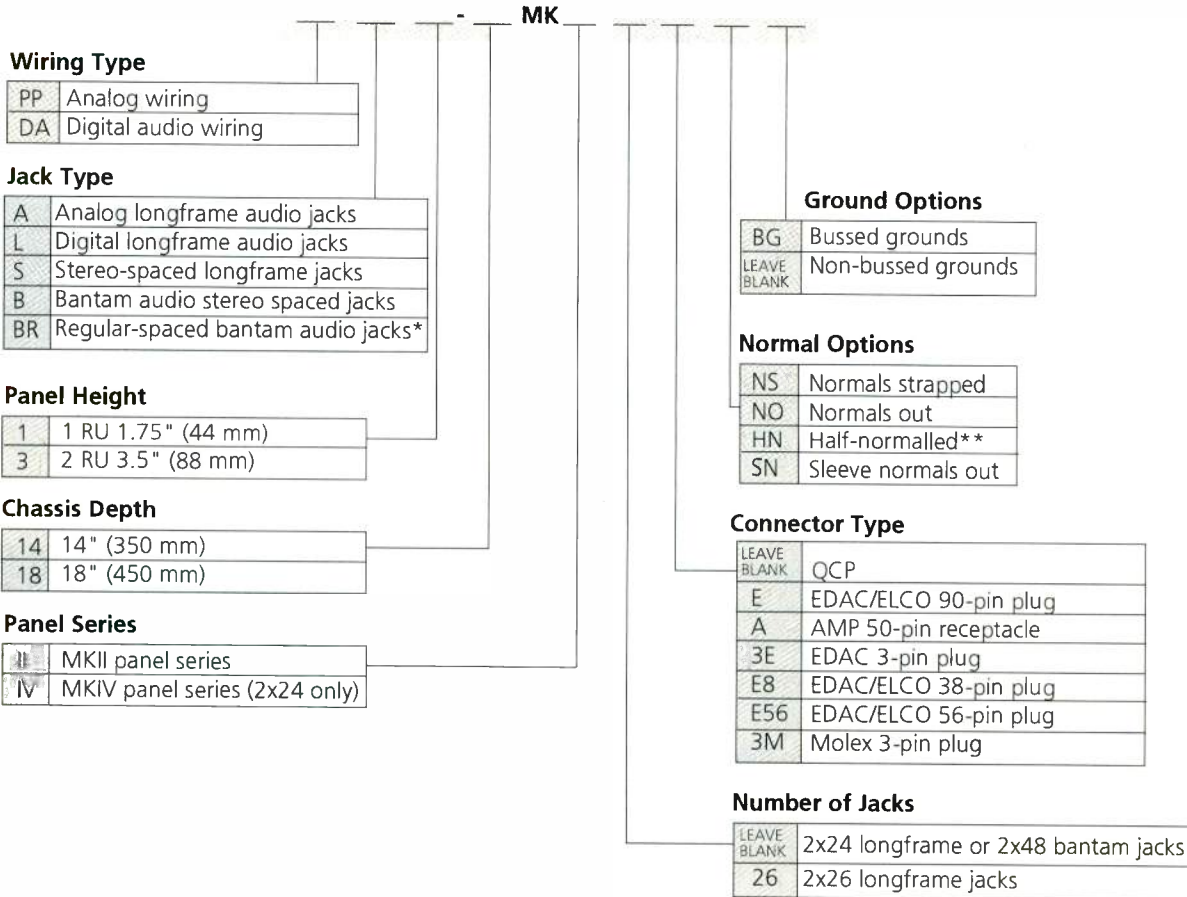 - MK
Wiring Type
PP Analog wiring
DA Digital audio wiring
Jack Type
A Analog longframe audio jacks
L Digital longframe audio jacks
S Stereo-spaced longframe jacks
B Bantam audio stereo spaced jacks
BR Regular-spaced bantam audio jacks*
Panel Height
1 1 RU 1.75" (44 mm)
3 2 RU 3.5" (88 mm)
Chassis Depth
14 14" (350 mm)
18 18" (450 mm)
Panel Series
II MKII panel series
IV MKIV panel series (2x24 only)
Ground Options
BG Bussed grounds
LEAVE BLANK Non-bussed grounds
Normal Options
NS Normals strapped
NO Normals out
HN Half-normalled**
SN Sleeve normals out
Connector Type
LEAVE BLANK QCP
E EDAC/ELCO 90-pin plug
A AMP 50-pin receptacle
3E EDAC 3-pin plug
E8 EDAC/ELCO 38-pin plug
E56 EDAC/ELCO 56-pin plug
3M Molex 3-pin plug
Number of Jacks
LEAVE BLANK 2x24 longframe or 2x48 bantam jacks
26 2x26 longframe jacks